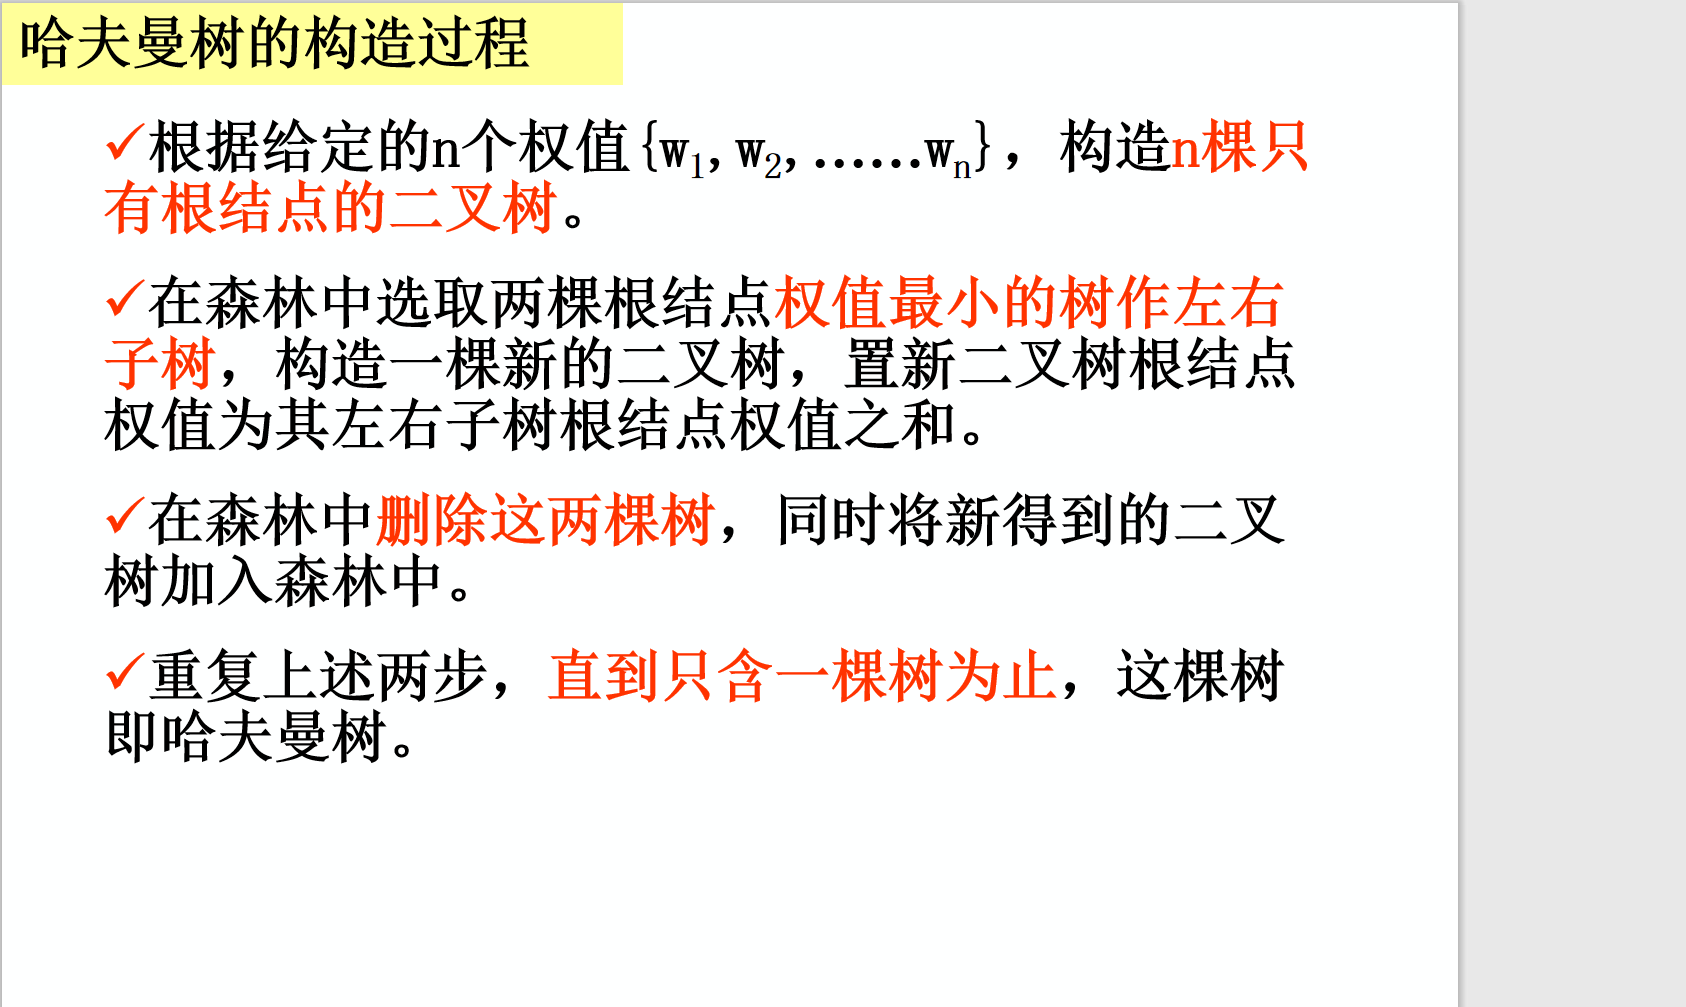 哈夫曼树的构造过程
✓根据给定的n个权值{w₁,w₂,……wₙ}，构造n棵只
有根结点的二叉树。
✓在森林中选取两棵根结点权值最小的树作左右
子树，构造一棵新的二叉树，置新二叉树根结点
权值为其左右子树根结点权值之和。
✓在森林中删除这两棵树，同时将新得到的二叉
树加入森林中。
✓重复上述两步，直到只含一棵树为止，这棵树
即哈夫曼树。